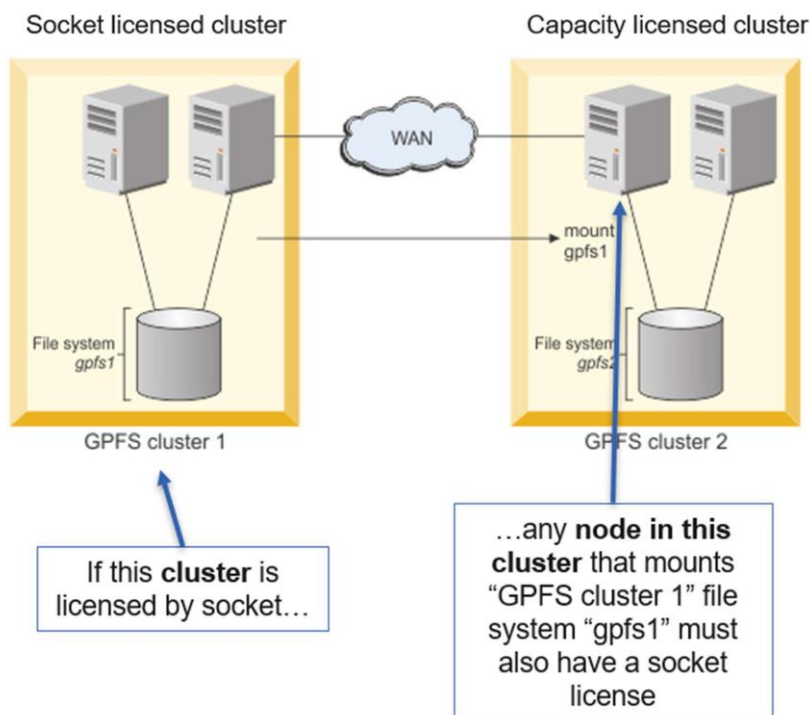 Socket licensed cluster
Capacity licensed cluster
WAN
mount
gpfs1
File system
gpfs1
File system
gpfs2
GPFS cluster 1
GPFS cluster 2
If this cluster is
licensed by socket…
…any node in this
cluster that mounts
“GPFS cluster 1” file
system “gpfs1” must
also have a socket
license